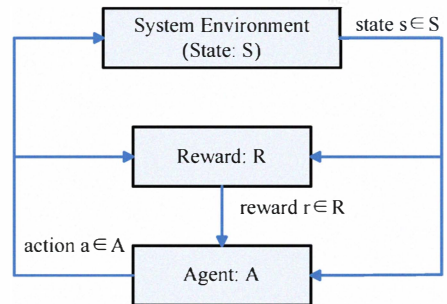 System Environment
(State: S)
state s∈S
Reward: R
reward r∈R
action a∈A
Agent: A